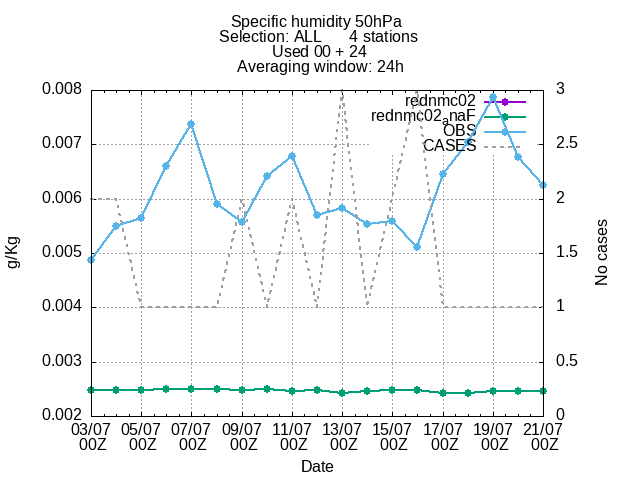 Specific humidity 50hPa
Selection: ALL      4 stations
Used 00 + 24
Averaging window: 24h
0.008
0.007
0.006
0.005
0.004
0.003
0.002
g/Kg
rednmc02
rednmc02_naF
OBS
CASES
3
2.5
2
1.5
1
0.5
0
No cases
03/07 05/07 07/07 09/07 11/07 13/07 15/07 17/07 19/07 21/07
00Z 00Z 00Z 00Z 00Z 00Z 00Z 00Z 00Z 00Z
Date